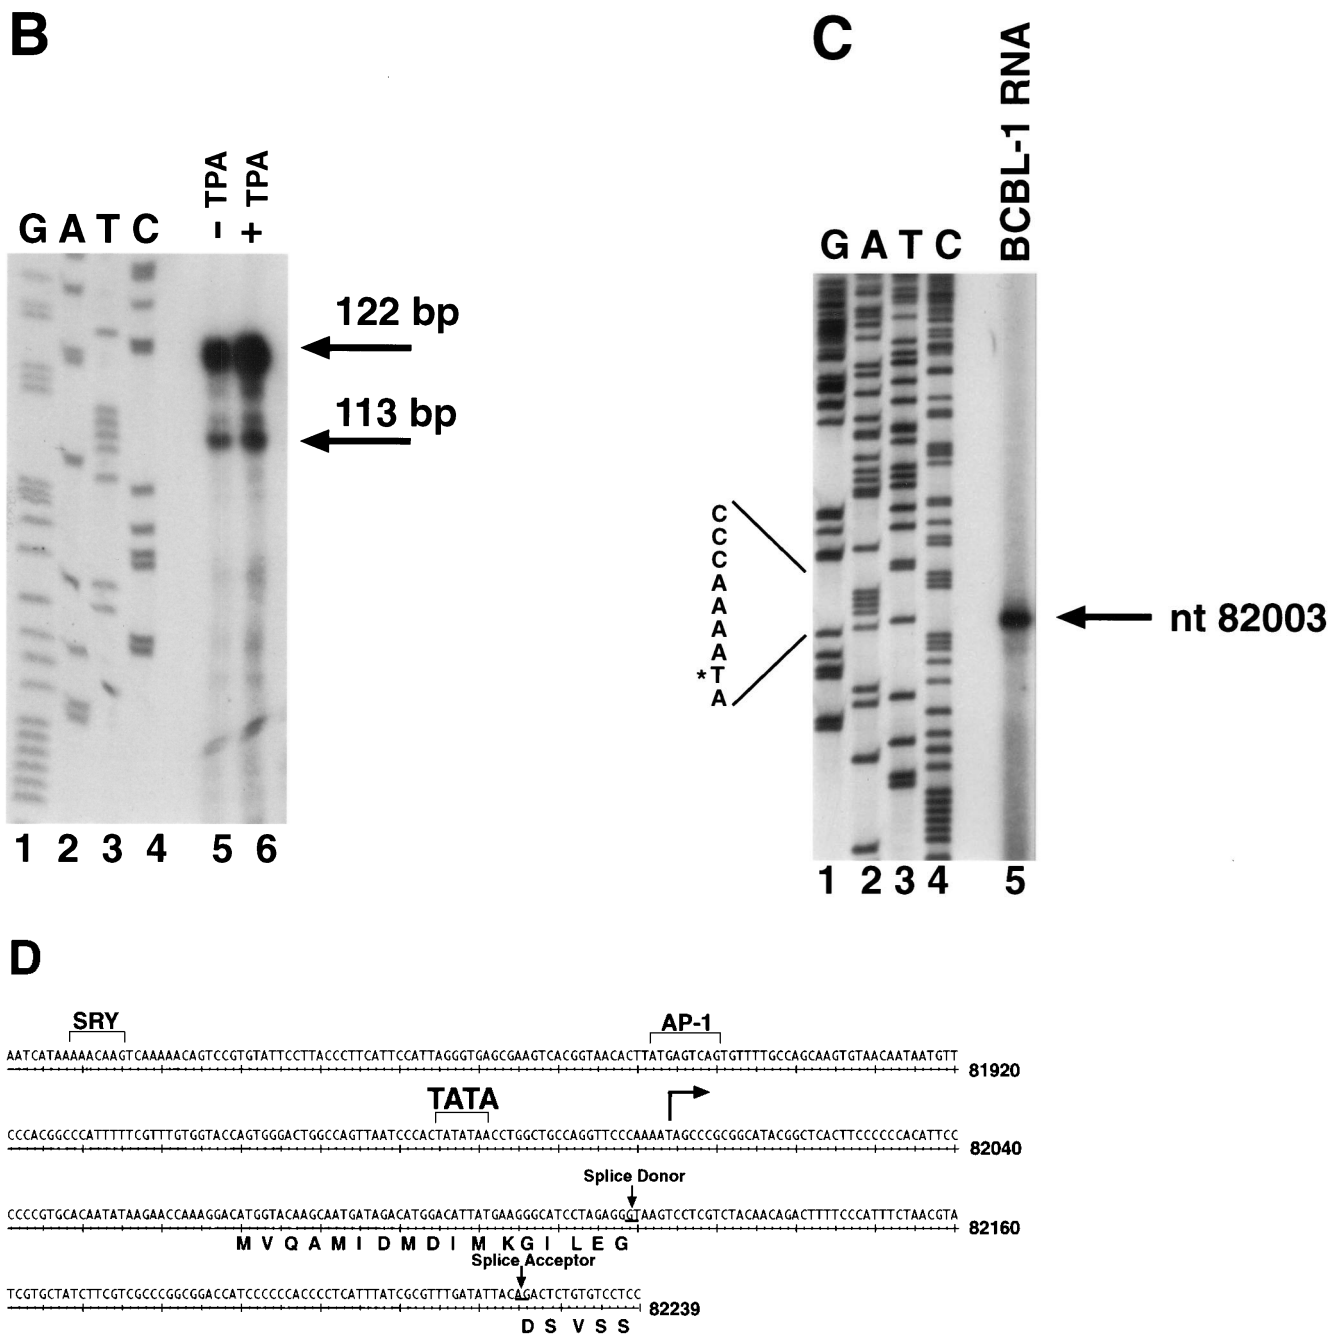 B
- TPA
+ TPA
G A T C
122 bp
113 bp
1 2 3 4 5 6
C
BCBL-1 RNA
G A T C
C
C
C
A
A
A
A
*T
A
nt 82003
1 2 3 4 5
D
SRY
AP-1
AATCATAAAAACAAGTCAAAAACAGTCCGTGTATTCCTTACCCTTCATTCCATTAGGGTGAGCGAAGTCACGGTAACACTTATGAGTCAGTGTTTTGCCAGCAAGTGTAACAATAATGTT
81920
TATA
CCCACGGCCCATTTTTCGTTTGTGGTACCAGTGGGACTGGCCAGTTAATCCCACTATATAACCTGGCTGCCAGGTTCCCAAAATAGCCCGCGGCATACGGCTCACTTCCCCCCACATTCC
82040
Splice Donor
CCCCGTGCACAATATAAGAACCAAAGGACATGGTACAAGCAATGATAGACATGGACATTATGAAGGGCATCCTAGAGGGTAAGTCCTCGTCTACAACAGACTTTTCCCATTTCTAACGTA
82160
M V Q A M I D M D I M K G I L E G
Splice Acceptor
TCGTGCTATCTTCGTCGCCCGGCGGACCATCCCCCCACCCCTCATTTATCGCGTTTGATATTACAGACTCTGTGTCCTCC
82239
D S V S S